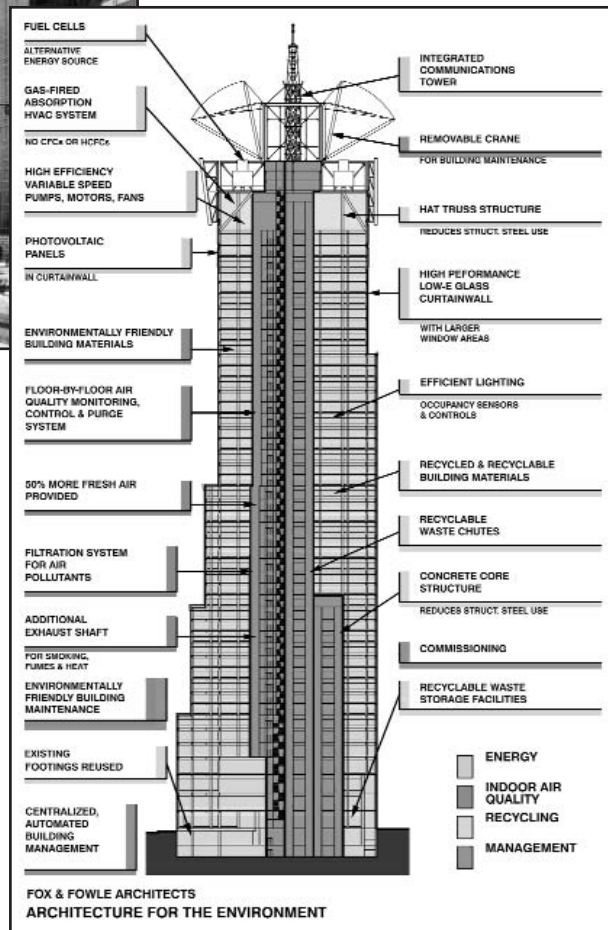 FUEL CELLS
ALTERNATIVE
ENERGY SOURCE
GAS-FIRED
ABSORPTION
HVAC SYSTEM
NO CFCs OR HCFCs
HIGH EFFICIENCY
VARIABLE SPEED
PUMPS, MOTORS, FANS
PHOTOVOLTAIC
PANELS
IN CURTAINWALL
ENVIRONMENTALLY FRIENDLY
BUILDING MATERIALS
FLOOR-BY-FLOOR AIR
QUALITY MONITORING,
CONTROL & PURGE
SYSTEM
50% MORE FRESH AIR
PROVIDED
FILTRATION SYSTEM
FOR AIR
POLLUTANTS
ADDITIONAL
EXHAUST SHAFT
FOR SMOKING,
FUMES & HEAT
ENVIRONMENTALLY
FRIENDLY BUILDING
MAINTENANCE
EXISTING
FOOTINGS REUSED
CENTRALIZED,
AUTOMATED
BUILDING
MANAGEMENT
INTEGRATED
COMMUNICATIONS
TOWER
REMOVABLE CRANE
FOR BUILDING MAINTENANCE
HAT TRUSS STRUCTURE
REDUCES STRUCT. STEEL USE
HIGH PEFORMANCE
LOW-E GLASS
CURTAINWALL
WITH LARGER
WINDOW AREAS
EFFICIENT LIGHTING
OCCUPANCY SENSORS
& CONTROLS
RECYCLED & RECYCLABLE
BUILDING MATERIALS
RECYCLABLE
WASTE CHUTES
CONCRETE CORE
STRUCTURE
REDUCES STRUCT. STEEL USE
COMMISSIONING
RECYCLABLE WASTE
STORAGE FACILITIES
ENERGY
INDOOR AIR
QUALITY
RECYCLING
MANAGEMENT
FOX & FOWLE ARCHITECTS
ARCHITECTURE FOR THE ENVIRONMENT